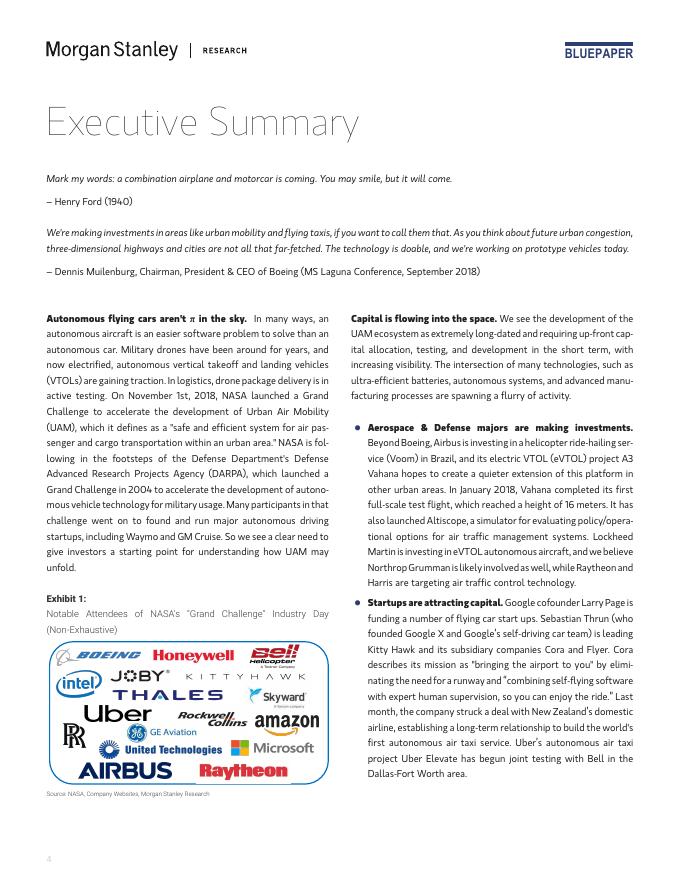 Morgan Stanley | RESEARCH
BLUEPAPER
Executive Summary
Mark my words: a combination airplane and motorcar is coming. You may smile, but it will come.
– Henry Ford (1940)
We're making investments in areas like urban mobility and flying taxis, if you want to call them that. As you think about future urban congestion,
three-dimensional highways and cities are not all that far-fetched. The technology is doable, and we're working on prototype vehicles today.
– Dennis Muilenburg, Chairman, President & CEO of Boeing (MS Laguna Conference, September 2018)
Autonomous flying cars aren't π in the sky. In many ways, an
autonomous aircraft is an easier software problem to solve than an
autonomous car. Military drones have been around for years, and
now electrified, autonomous vertical takeoff and landing vehicles
(VTOLs) are gaining traction. In logistics, drone package delivery is in
active testing. On November 1st, 2018, NASA launched a Grand
Challenge to accelerate the development of Urban Air Mobility
(UAM), which it defines as a "safe and efficient system for air pas-
senger and cargo transportation within an urban area." NASA is fol-
lowing in the footsteps of the Defense Department's Defense
Advanced Research Projects Agency (DARPA), which launched a
Grand Challenge in 2004 to accelerate the development of autono-
mous vehicle technology for military usage. Many participants in that
challenge went on to found and run major autonomous driving
startups, including Waymo and GM Cruise. So we see a clear need to
give investors a starting point for understanding how UAM may
unfold.
Exhibit 1:
Notable Attendees of NASA's "Grand Challenge" Industry Day
(Non-Exhaustive)
BOEING Honeywell Bell Helicopter
A Textron Company
intel JOBY KITTYHAWK
THALES Skyward
A Verizon company
Uber Rockwell Collins amazon
RR GE Aviation
United Technologies Microsoft
AIRBUS Raytheon
Source: NASA, Company Websites, Morgan Stanley Research
Capital is flowing into the space. We see the development of the
UAM ecosystem as extremely long-dated and requiring up-front cap-
ital allocation, testing, and development in the short term, with
increasing visibility. The intersection of many technologies, such as
ultra-efficient batteries, autonomous systems, and advanced manu-
facturing processes are spawning a flurry of activity.
● Aerospace & Defense majors are making investments.
Beyond Boeing, Airbus is investing in a helicopter ride-hailing ser-
vice (Voom) in Brazil, and its electric VTOL (eVTOL) project A3
Vahana hopes to create a quieter extension of this platform in
other urban areas. In January 2018, Vahana completed its first
full-scale test flight, which reached a height of 16 meters. It has
also launched Altiscope, a simulator for evaluating policy/opera-
tional options for air traffic management systems. Lockheed
Martin is investing in eVTOL autonomous aircraft, and we believe
Northrop Grumman is likely involved as well, while Raytheon and
Harris are targeting air traffic control technology.
● Startups are attracting capital. Google cofounder Larry Page is
funding a number of flying car start ups. Sebastian Thrun (who
founded Google X and Google's self-driving car team) is leading
Kitty Hawk and its subsidiary companies Cora and Flyer. Cora
describes its mission as "bringing the airport to you" by elimi-
nating the need for a runway and "combining self-flying software
with expert human supervision, so you can enjoy the ride." Last
month, the company struck a deal with New Zealand's domestic
airline, establishing a long-term relationship to build the world's
first autonomous air taxi service. Uber's autonomous air taxi
project Uber Elevate has begun joint testing with Bell in the
Dallas-Fort Worth area.
4